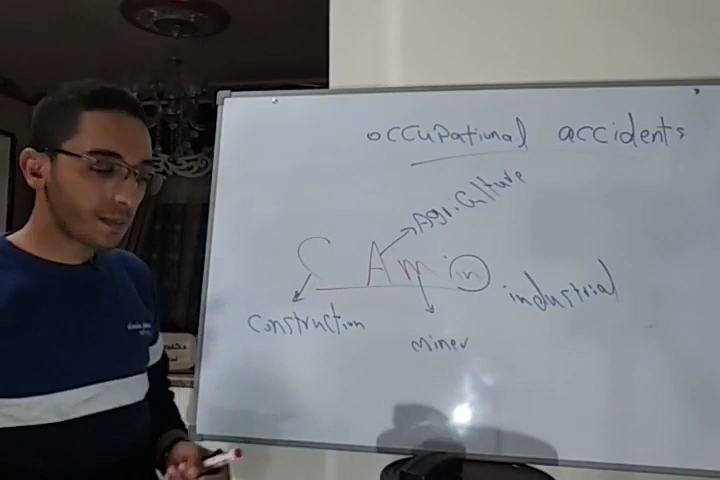 occupational accidents
Agriculture
C A m in
industrial
construction
miner